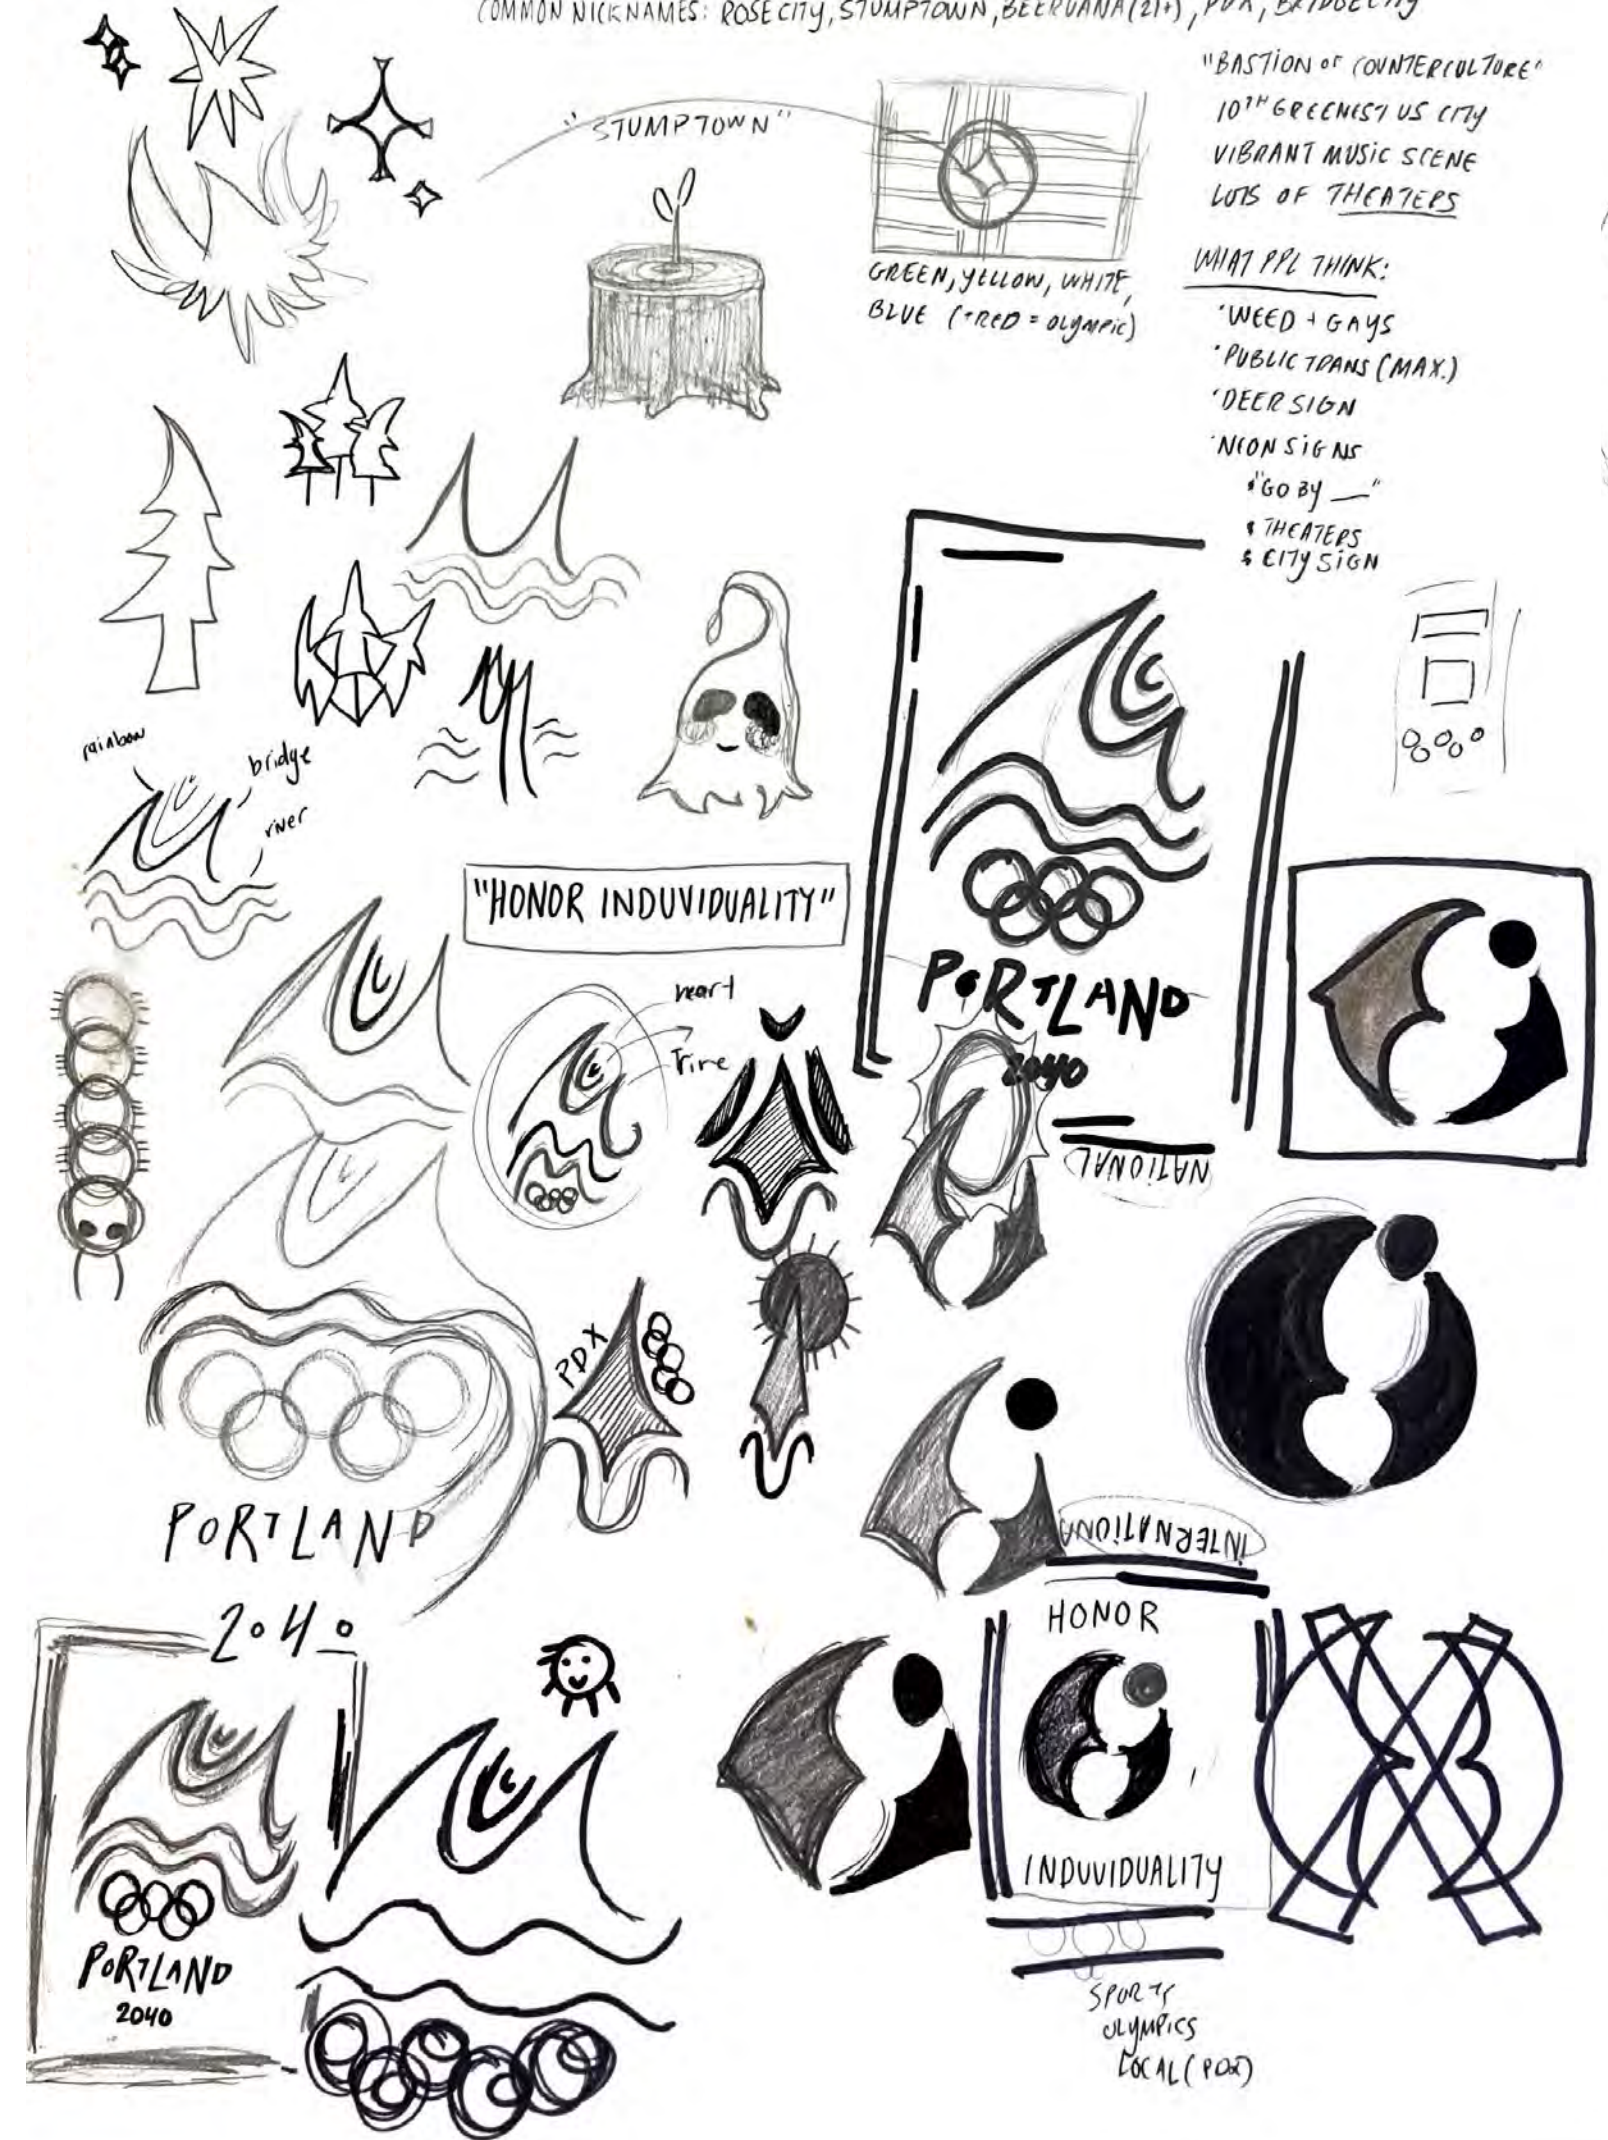 COMMON NICKNAMES: ROSE CITY, STUMPTOWN, BEERVANA (21+), PDX, BRIDGE CITY
"BASTION OF COUNTERCULTURE"
10TH GREENEST US CITY
VIBRANT MUSIC SCENE
LOTS OF THEATERS
"STUMPTOWN"
GREEN, YELLOW, WHITE,
BLUE (+RED = OLYMPIC)
WHAT PPL THINK:
·WEED + GAYS
·PUBLIC TRANS (MAX.)
·DEER SIGN
·NEON SIGNS
"GO BY __"
THEATERS
CITY SIGN
rainbow
bridge
river
"HONOR INDUVIDUALITY"
heart
PORTLAND
2040
NATIONAL
PDX
PORTLAND
2040
INTERNATIONAL
HONOR
INDUVIDUALITY
PORTLAND
2040
SPORTS
OLYMPICS
LOCAL (PDX)